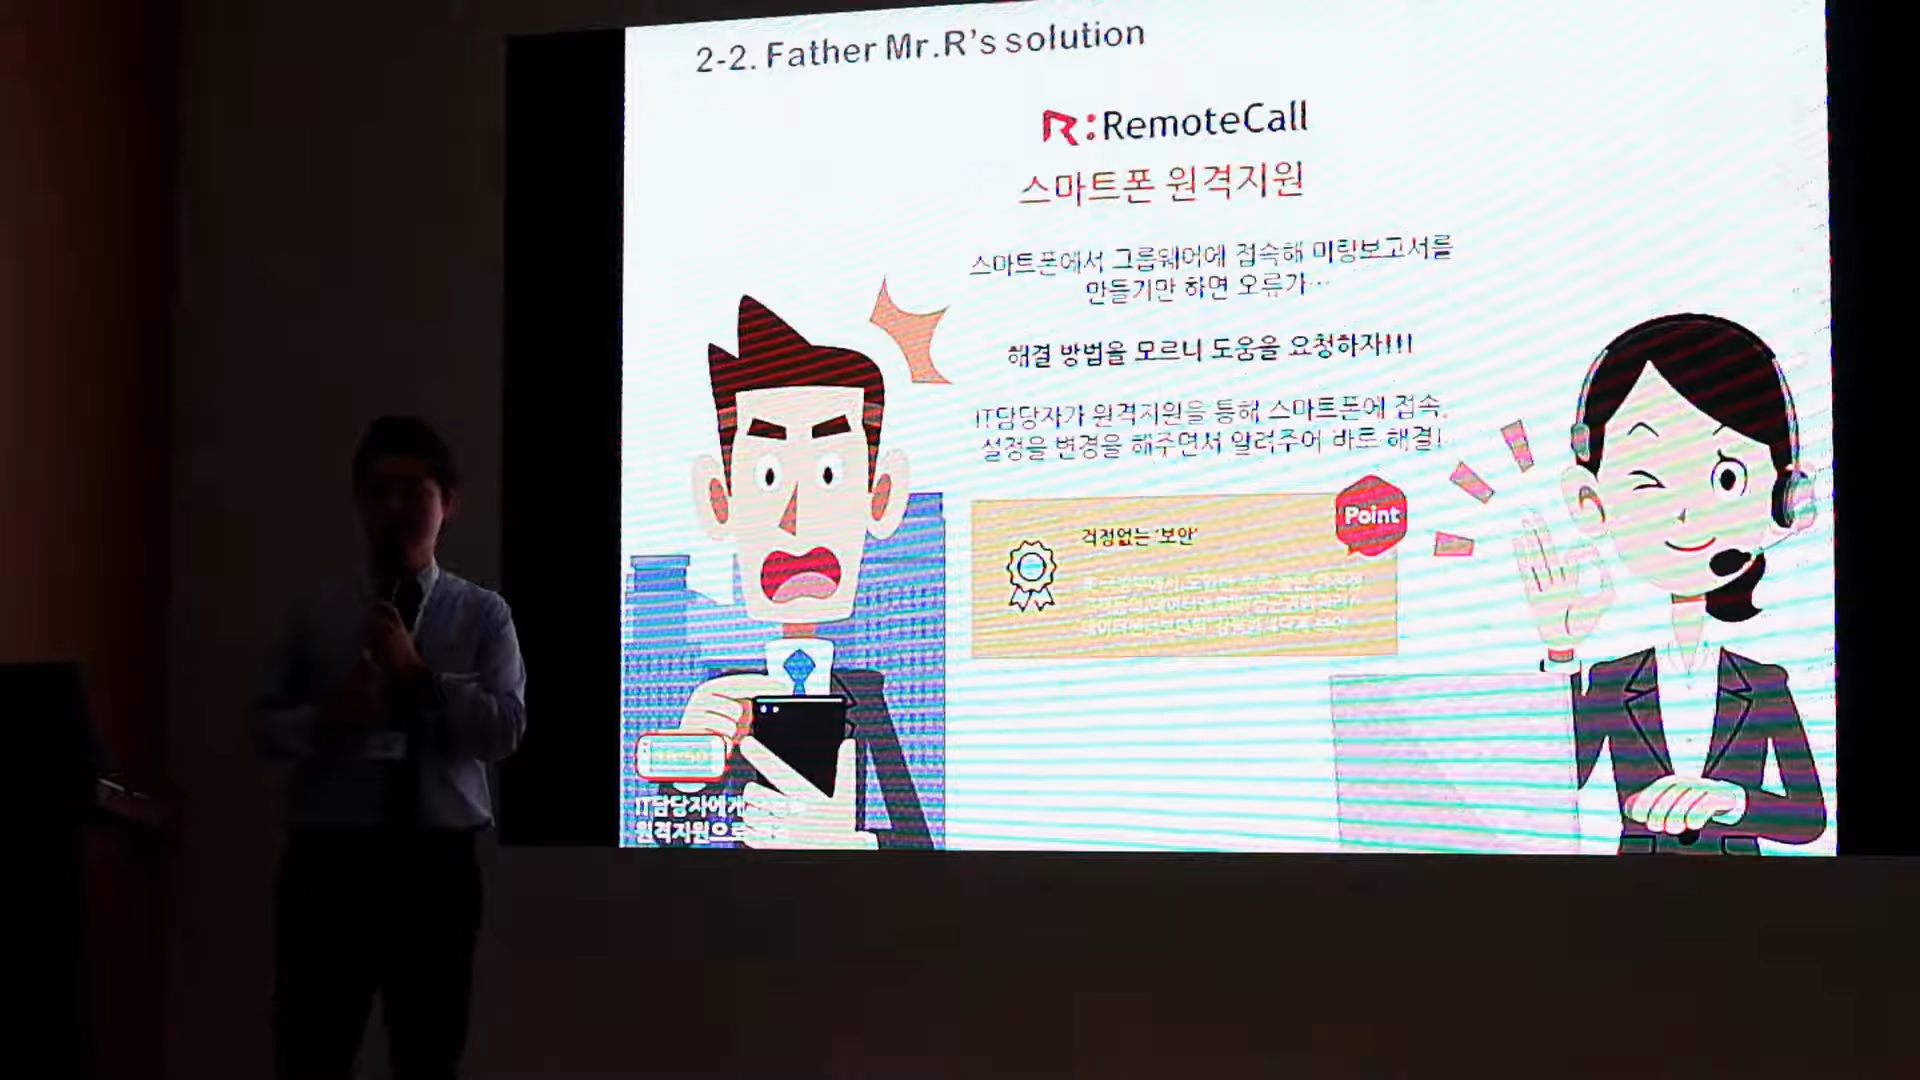 2-2. Father Mr.R's solution
R:RemoteCall
스마트폰 원격지원
스마트폰에서 그룹웨어에 접속해 미팅보고서를
만들기만 하면 오류가…
해결 방법을 모르니 도움을 요청하자!!!
IT담당자가 원격지원을 통해 스마트폰에 접속,
설정을 변경을 해주면서 알려주어 바로 해결!
Point
걱정없는 '보안'
IT담당자에게
원격지원으로